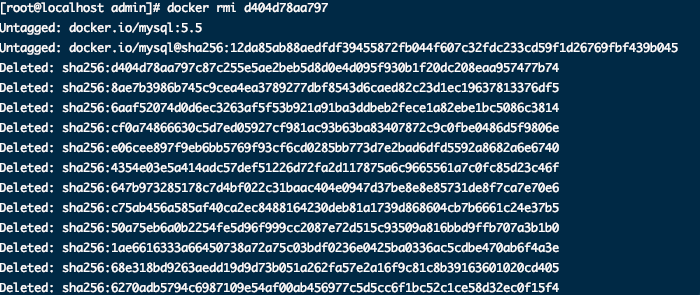 [root@localhost admin]# docker rmi d404d78aa797
Untagged: docker.io/mysql:5.5
Untagged: docker.io/mysql@sha256:12da85ab88aedfdf39455872fb044f607c32fdc233cd59f1d26769fbf439b045
Deleted: sha256:d404d78aa797c87c255e5ae2beb5d8d0e4d095f930b1f20dc208eaa957477b74
Deleted: sha256:8ae7b3986b745c9cea4ea3789277dbf8543d6caed82c23d1ec19637813376df5
Deleted: sha256:6aaf52074d0d6ec3263af5f53b921a91ba3ddbeb2fece1a82ebe1bc5086c3814
Deleted: sha256:cf0a74866630c5d7ed05927cf981ac93b63ba83407872c9c0fbe0486d5f9806e
Deleted: sha256:e06cee897f9eb6bb5769f93cf6cd0285bb773d7e2bad6dfd5592a8682a6e6740
Deleted: sha256:4354e03e5a414adc57def51226d72fa2d117875a6c9665561a7c0fc85d23c46f
Deleted: sha256:647b973285178c7d4bf022c31baac404e0947d37be8e8e85731de8f7ca7e70e6
Deleted: sha256:c75ab456a585af40ca2ec8488164230deb81a1739d868604cb7b6661c24e37b5
Deleted: sha256:50a75eb6a0b2254fe5d96f999cc2087e72d515c93509a816bbd9ffb707a3b1b0
Deleted: sha256:1ae6616333a66450738a72a75c03bdf0236e0425ba0336ac5cdbe470ab6f4a3e
Deleted: sha256:68e318bd9263aedd19d9d73b051a262fa57e2a16f9c81c8b39163601020cd405
Deleted: sha256:6270adb5794c6987109e54af00ab456977c5d5cc6f1bc52c1ce58d32ec0f15f4